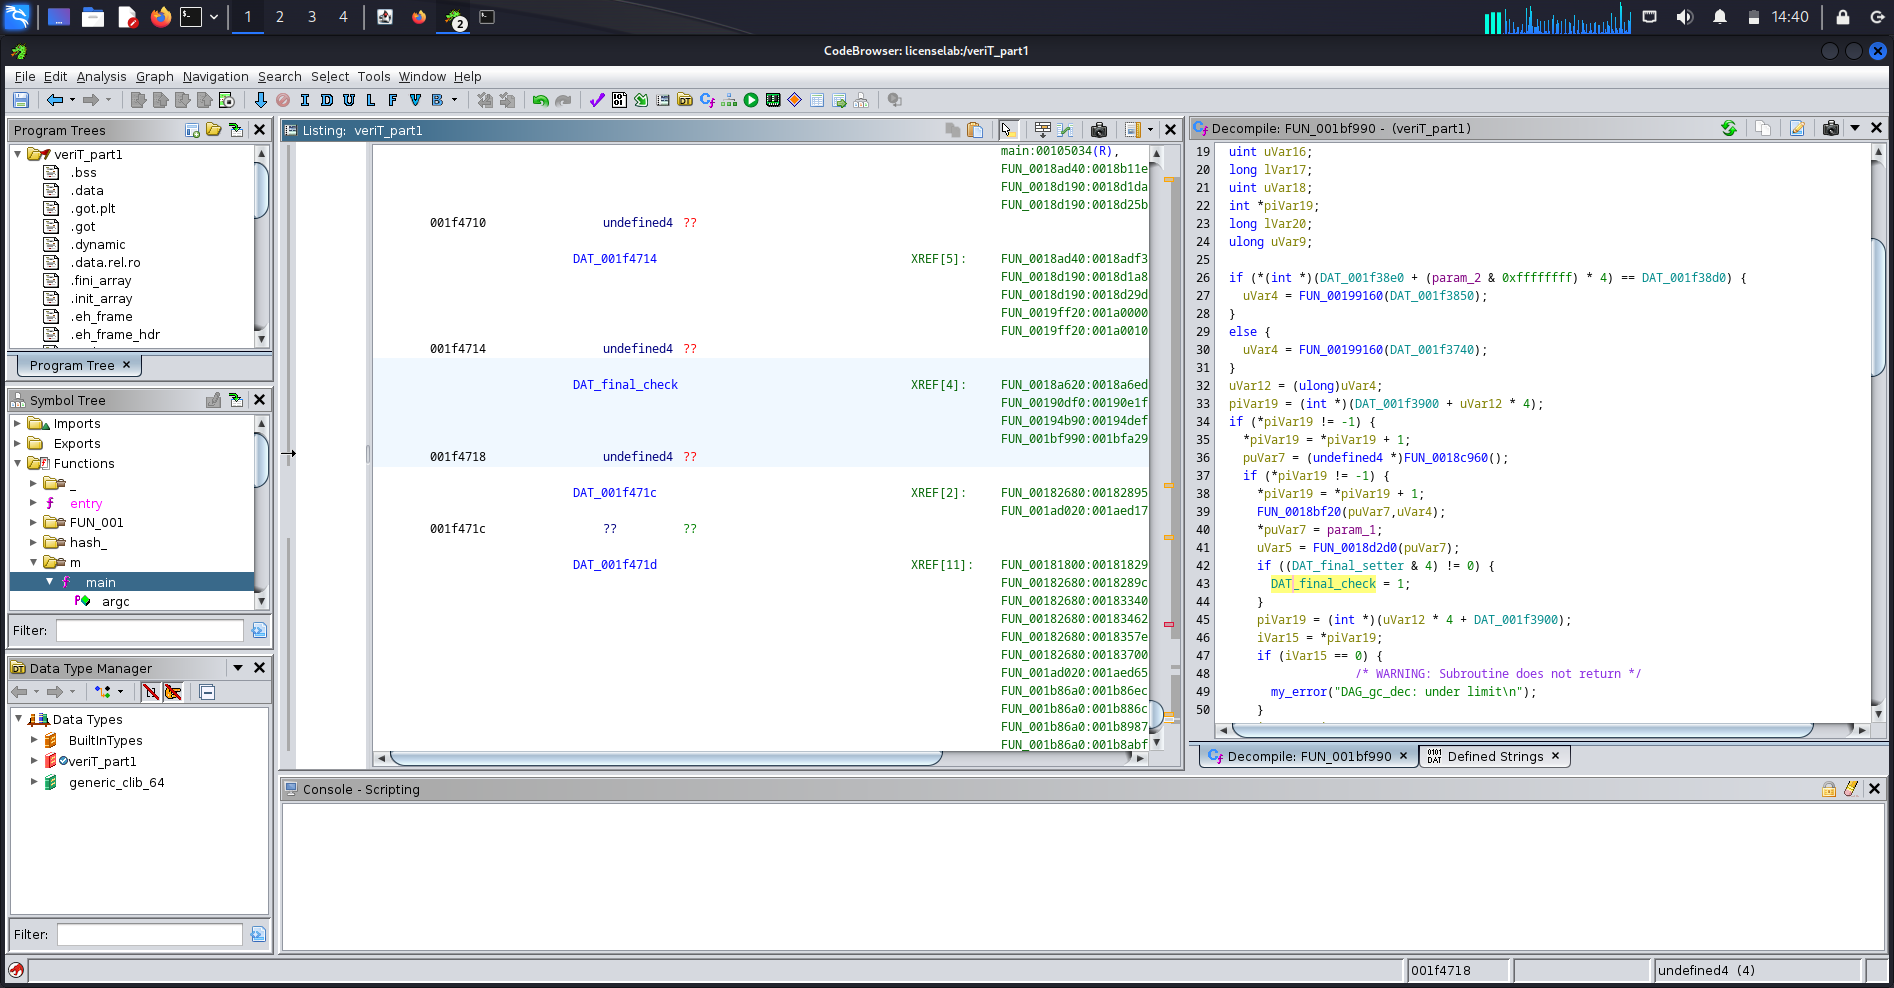 1 2 3 4
2
14:40
CodeBrowser: licenselab:/veriT_part1
File Edit Analysis Graph Navigation Search Select Tools Window Help
I D U L F V B
Program Trees
veriT_part1
.bss
.data
.got.plt
.got
.dynamic
.data.rel.ro
.fini_array
.init_array
.eh_frame
.eh_frame_hdr
Program Tree
Symbol Tree
Imports
Exports
Functions
_
entry
FUN_001
hash_
m
main
argc
Filter:
Data Type Manager
Data Types
BuiltInTypes
veriT_part1
generic_clib_64
Filter:
Listing: veriT_part1
main:00105034(R),
FUN_0018ad40:0018b11e
FUN_0018d190:0018d1da
FUN_0018d190:0018d25b
001f4710 undefined4 ??
DAT_001f4714 XREF[5]: FUN_0018ad40:0018adf3
FUN_0018d190:0018d1a8
FUN_0018d190:0018d29d
FUN_0019ff20:001a0000
FUN_0019ff20:001a0010
001f4714 undefined4 ??
DAT_final_check XREF[4]: FUN_0018a620:0018a6ed
FUN_00190df0:00190e1f
FUN_00194b90:00194def
FUN_001bf990:001bfa29
001f4718 undefined4 ??
DAT_001f471c XREF[2]: FUN_00182680:00182895
FUN_001ad020:001aed17
001f471c ?? ??
DAT_001f471d XREF[11]: FUN_00181800:00181829
FUN_00182680:0018289c
FUN_00182680:00183340
FUN_00182680:00183462
FUN_00182680:0018357e
FUN_00182680:00183700
FUN_001ad020:001aed65
FUN_001b86a0:001b86ec
FUN_001b86a0:001b886c
FUN_001b86a0:001b8987
FUN_001b86a0:001b8abf
Decompile: FUN_001bf990 - (veriT_part1)
19 uint uVar16;
20 long lVar17;
21 uint uVar18;
22 int *piVar19;
23 long lVar20;
24 ulong uVar9;
25
26 if (*(int *)(DAT_001f38e0 + (param_2 & 0xffffffff) * 4) == DAT_001f38d0) {
27 uVar4 = FUN_00199160(DAT_001f3850);
28 }
29 else {
30 uVar4 = FUN_00199160(DAT_001f3740);
31 }
32 uVar12 = (ulong)uVar4;
33 piVar19 = (int *)(DAT_001f3900 + uVar12 * 4);
34 if (*piVar19 != -1) {
35 *piVar19 = *piVar19 + 1;
36 puVar7 = (undefined4 *)FUN_0018c960();
37 if (*piVar19 != -1) {
38 *piVar19 = *piVar19 + 1;
39 FUN_0018bf20(puVar7,uVar4);
40 *puVar7 = param_1;
41 uVar5 = FUN_0018d2d0(puVar7);
42 if ((DAT_final_setter & 4) != 0) {
43 DAT_final_check = 1;
44 }
45 piVar19 = (int *)(uVar12 * 4 + DAT_001f3900);
46 iVar15 = *piVar19;
47 if (iVar15 == 0) {
48 /* WARNING: Subroutine does not return */
49 my_error("DAG_gc_dec: under limit\n");
50 }
Decompile: FUN_001bf990
Defined Strings
Console - Scripting
001f4718
undefined4 (4)